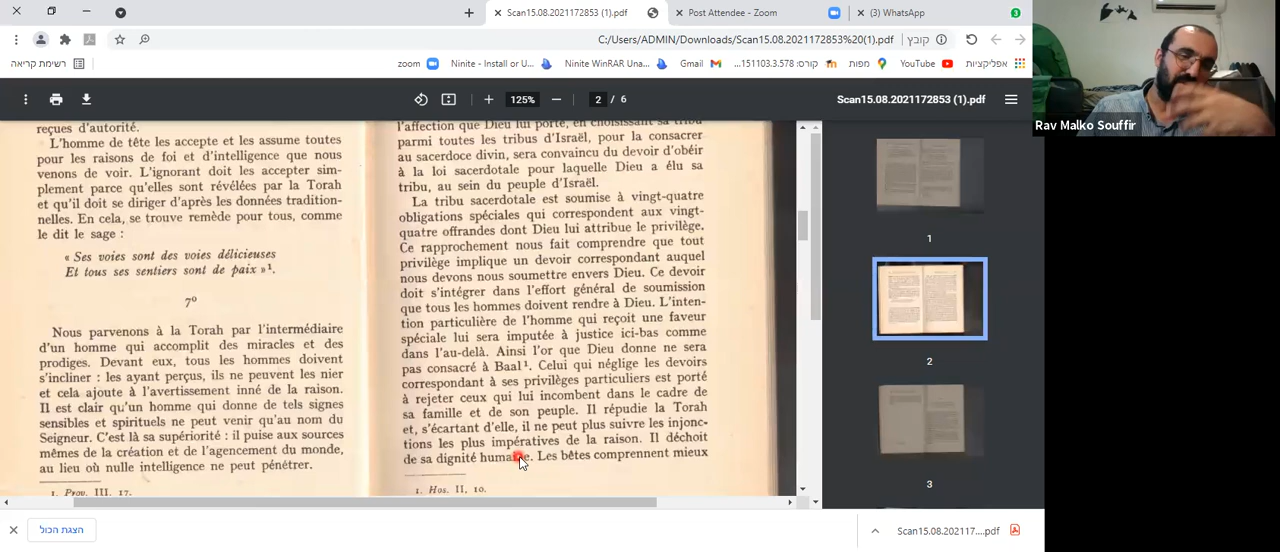 Scan15.08.2021172853 (1).pdf
Post Attendee - Zoom
(3) WhatsApp
3
C:/Users/ADMIN/Downloads/Scan15.08.2021172853%20(1).pdf
קובץ
רשימת קריאה
zoom
Ninite - Install or U...
Ninite WinRAR Una...
Gmail
קורס: 151103.3.578...
מפות
YouTube
אפליקציות
125%
2 / 6
Scan15.08.2021172853 (1).pdf
Rav Malko Souffir
reçues d'autorité.
L'homme de tête les accepte et les assume toutes
pour les raisons de foi et d'intelligence que nous
venons de voir. L'ignorant doit les accepter sim-
plement parce qu'elles sont révélées par la Torah
et qu'il doit se diriger d'après les données tradition-
nelles. En cela, se trouve remède pour tous, comme
le dit le sage :
« Ses voies sont des voies délicieuses
Et tous ses sentiers sont de paix »¹.
7º
Nous parvenons à la Torah par l'intermédiaire
d'un homme qui accomplit des miracles et des
prodiges. Devant eux, tous les hommes doivent
s'incliner : les ayant perçus, ils ne peuvent les nier
et cela ajoute à l'avertissement inné de la raison.
Il est clair qu'un homme qui donne de tels signes
sensibles et spirituels ne peut venir qu'au nom du
Seigneur. C'est là sa supériorité : il puise aux sources
mêmes de la création et de l'agencement du monde,
au lieu où nulle intelligence ne peut pénétrer.
1. Prov. III, 17.
l'affection que Dieu lui porte, en choisissant sa tribu
parmi toutes les tribus d'Israël, pour la consacrer
au sacerdoce divin, sera convaincu du devoir d'obéir
à la loi sacerdotale pour laquelle Dieu a élu sa
tribu, au sein du peuple d'Israël.
La tribu sacerdotale est soumise à vingt-quatre
obligations spéciales qui correspondent aux vingt-
quatre offrandes dont Dieu lui attribue le privilège.
Ce rapprochement nous fait comprendre que tout
privilège implique un devoir correspondant auquel
nous devons nous soumettre envers Dieu. Ce devoir
doit s'intégrer dans l'effort général de soumission
que tous les hommes doivent rendre à Dieu. L'inten-
tion particulière de l'homme qui reçoit une faveur
spéciale lui sera imputée à justice ici-bas comme
dans l'au-delà. Ainsi l'or que Dieu donne ne sera
pas consacré à Baal¹. Celui qui néglige les devoirs
correspondant à ses privilèges particuliers est porté
à rejeter ceux qui lui incombent dans le cadre de
sa famille et de son peuple. Il répudie la Torah
et, s'écartant d'elle, il ne peut plus suivre les injonc-
tions les plus impératives de la raison. Il déchoit
de sa dignité humaine. Les bêtes comprennent mieux
1. Hos. II, 10.
1
2
3
הצגת הכול
Scan15.08.202117....pdf